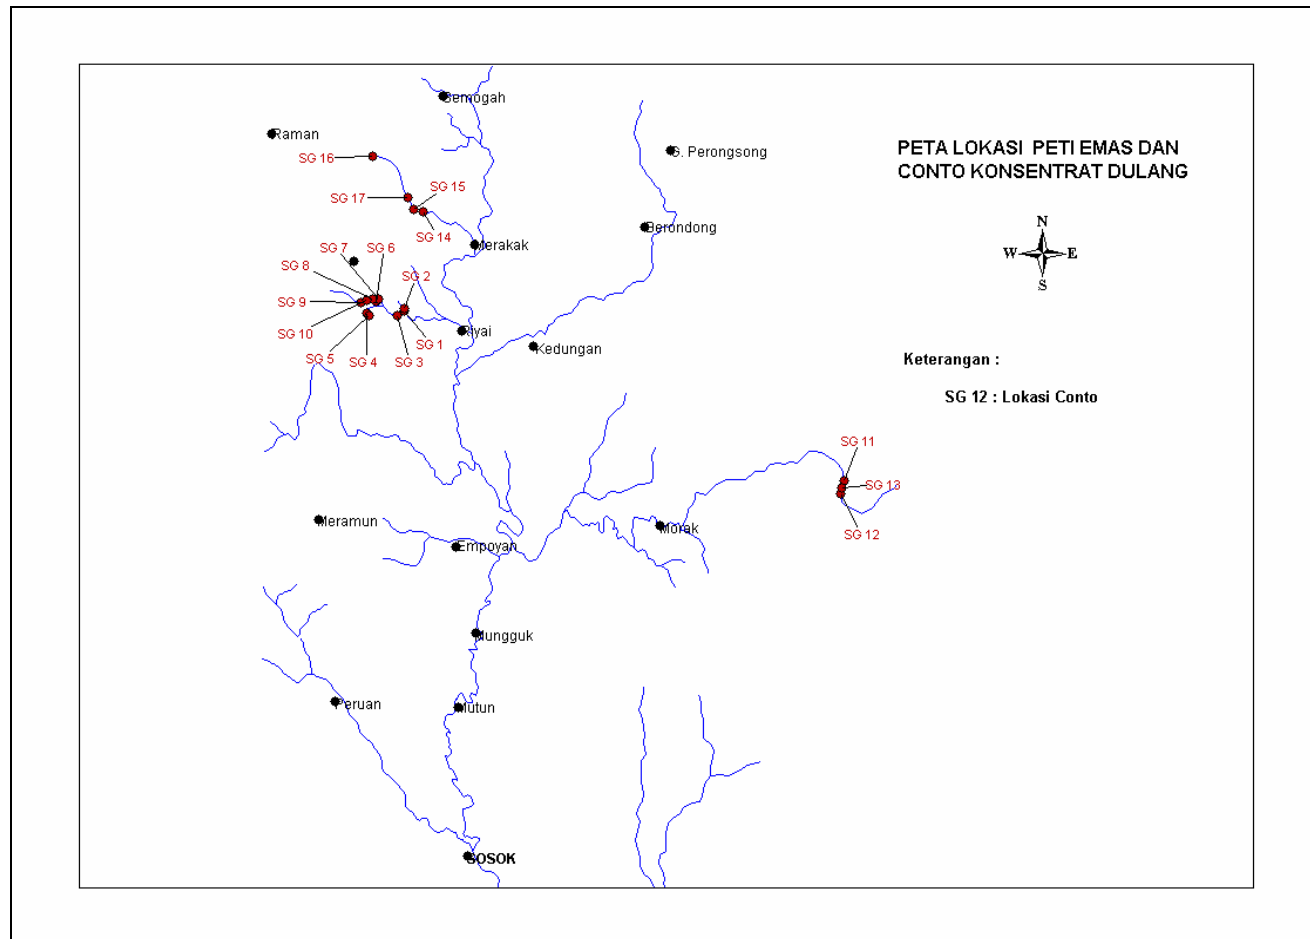 Semogah
Raman
G. Perongsong
PETA LOKASI PETI EMAS DAN
CONTO KONSENTRAT DULANG
SG 16
SG 15
SG 17
SG 14
Berondong
N
W
E
S
SG 7
SG 6
SG 8
SG 2
SG 9
SG 10
SG 1
SG 5
SG 4
SG 3
Kedungan
Keterangan :
SG 12 : Lokasi Conto
SG 11
SG 13
SG 12
Meramun
Morak
Empoyan
Mungguk
Peruan
Mutun
SOSOK